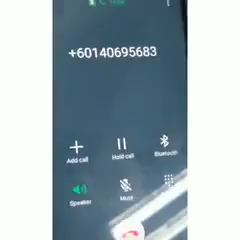 +60140695683
Add call
Hold call
Bluetooth
Speaker
Mute